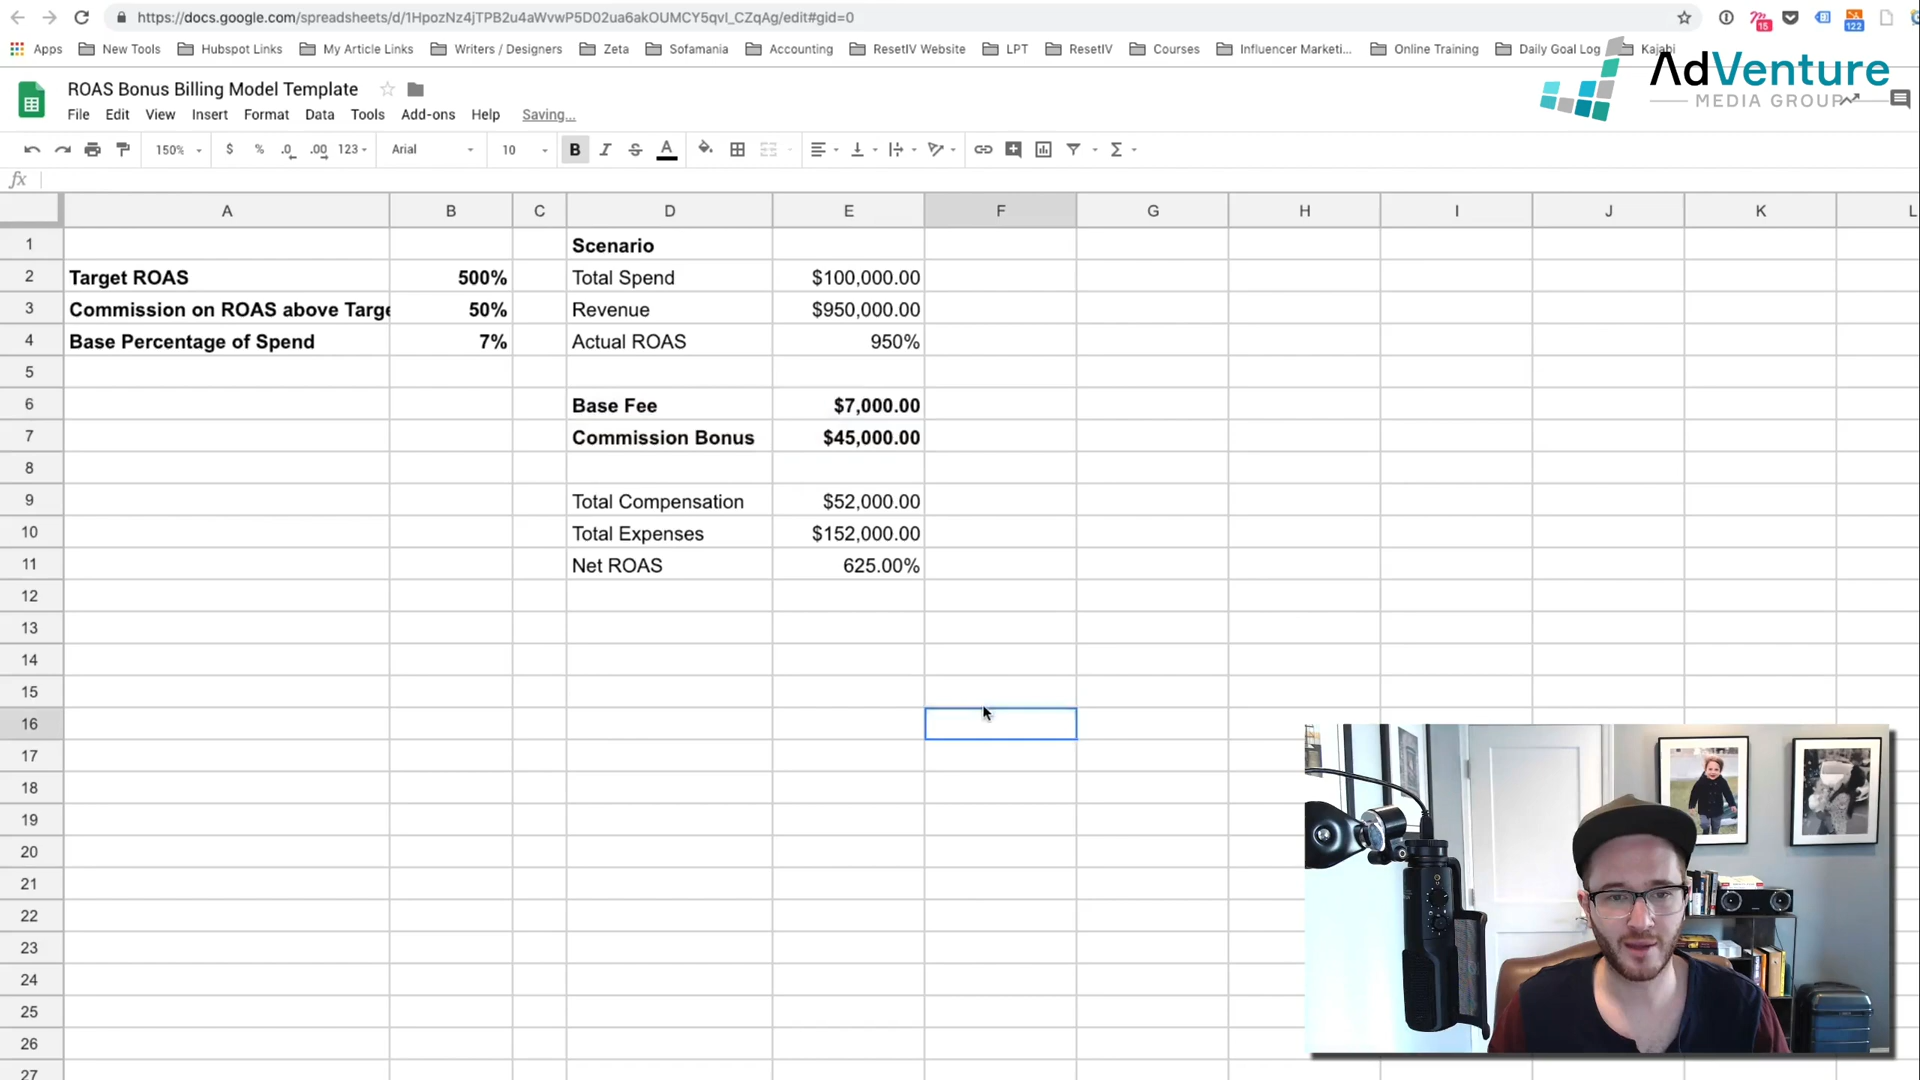 https://docs.google.com/spreadsheets/d/1HpozNz4jTPB2u4aWvwP5D02ua6akOUMCY5qvl_CZqAg/edit#gid=0
15
122
Apps New Tools Hubspot Links My Article Links Writers / Designers Zeta Sofamania Accounting ResetIV Website LPT ResetIV Courses Influencer Marketi... Online Training Daily Goal Log Kajabi
AdVenture
MEDIA GROUP
ROAS Bonus Billing Model Template
File Edit View Insert Format Data Tools Add-ons Help Saving...
150% $ % .0 .00 123 Arial 10 B I S A Σ
fx
A B C D E F G H I J K L
1 Scenario
2 Target ROAS 500% Total Spend $100,000.00
3 Commission on ROAS above Targe 50% Revenue $950,000.00
4 Base Percentage of Spend 7% Actual ROAS 950%
5
6 Base Fee $7,000.00
7 Commission Bonus $45,000.00
8
9 Total Compensation $52,000.00
10 Total Expenses $152,000.00
11 Net ROAS 625.00%
12
13
14
15
16
17
18
19
20
21
22
23
24
25
26
27